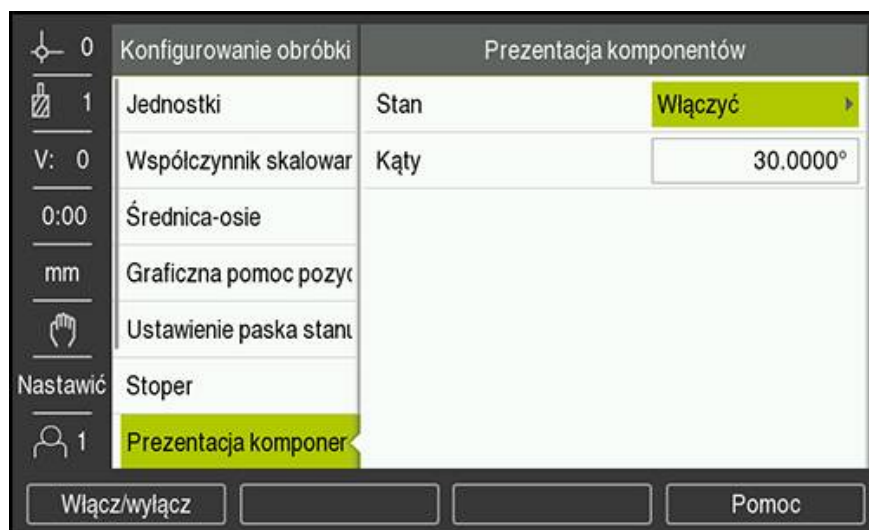 0
1
V: 0
0:00
mm
Nastawić
1
Konfigurowanie obróbki
Jednostki
Współczynnik skalowar
Średnica-osie
Graficzna pomoc pozyc
Ustawienie paska stanu
Stoper
Prezentacja komponer
Prezentacja komponentów
Stan Włączyć
Kąty 30.0000°
Włącz/wyłącz Pomoc